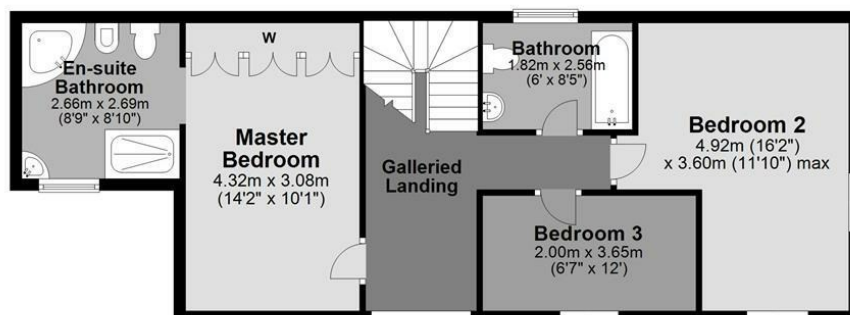 En-suite
Bathroom
2.66m x 2.69m
(8'9" x 8'10")
W
Master
Bedroom
4.32m x 3.08m
(14'2" x 10'1")
Galleried
Landing
Bathroom
1.82m x 2.56m
(6' x 8'5")
Bedroom 2
4.92m (16'2")
x 3.60m (11'10") max
Bedroom 3
2.00m x 3.65m
(6'7" x 12')